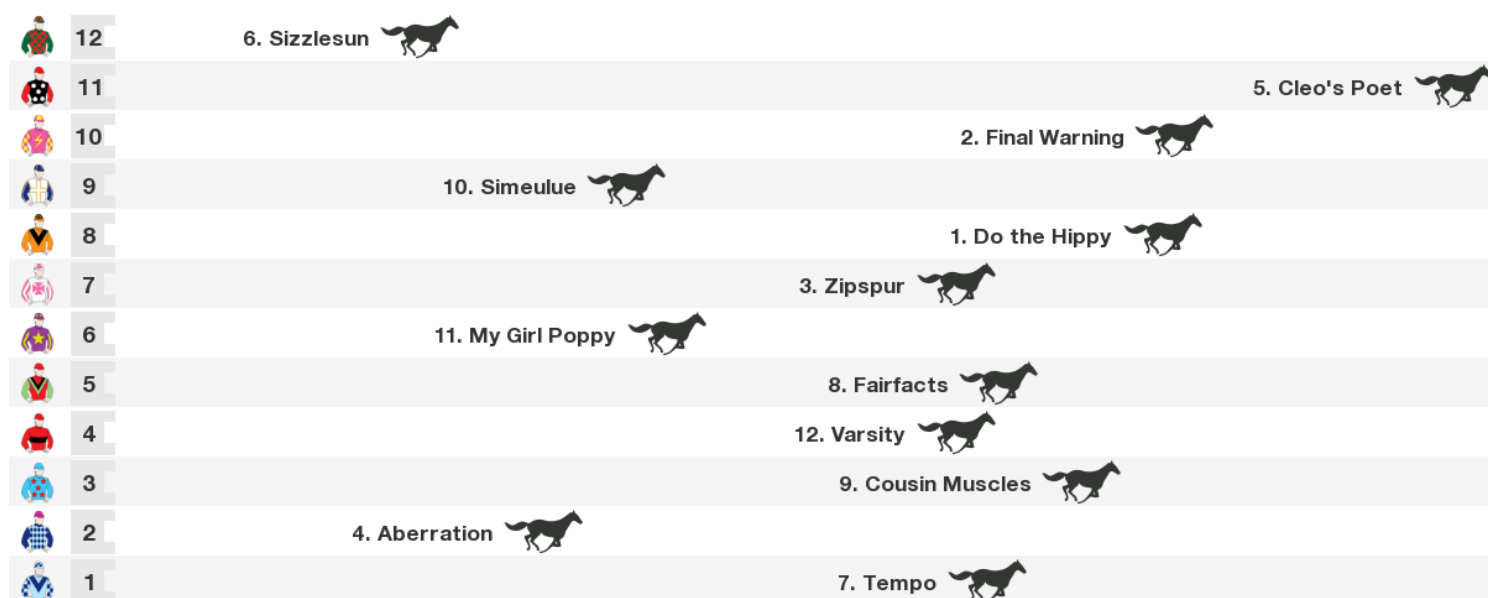 12 6. Sizzlesun
11 5. Cleo's Poet
10 2. Final Warning
9 10. Simeulue
8 1. Do the Hippy
7 3. Zipspur
6 11. My Girl Poppy
5 8. Fairfacts
4 12. Varsity
3 9. Cousin Muscles
2 4. Aberration
1 7. Tempo